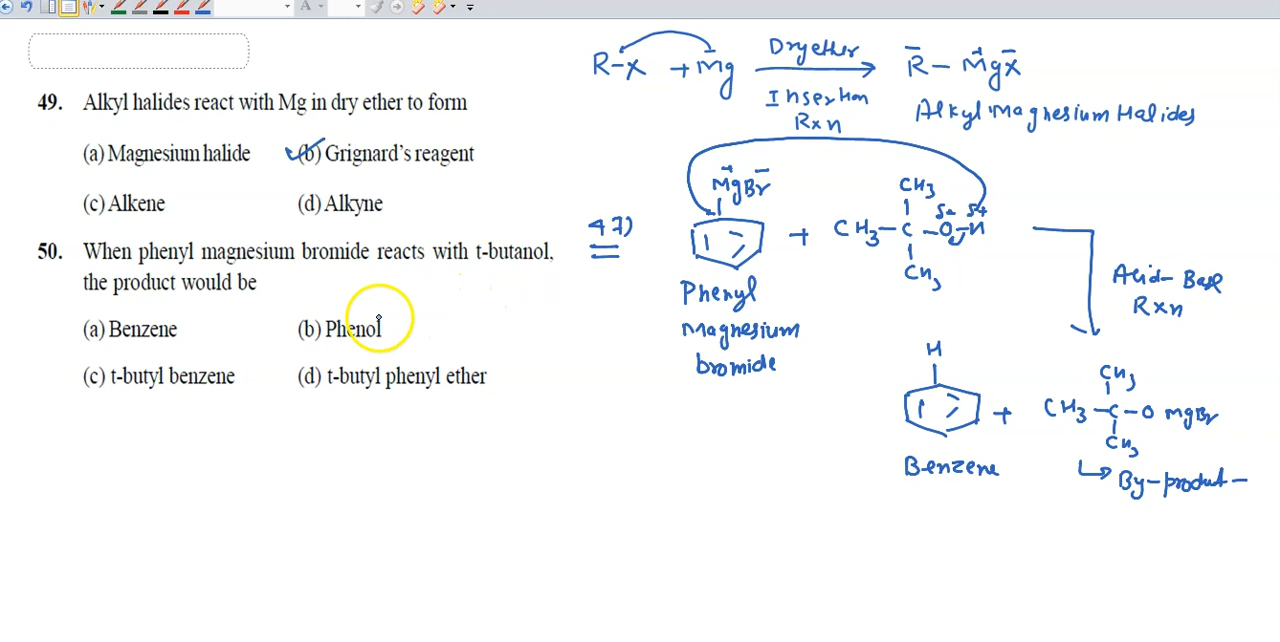 49. Alkyl halides react with Mg in dry ether to form
(a) Magnesium halide (b) Grignard's reagent
(c) Alkene (d) Alkyne
50. When phenyl magnesium bromide reacts with t-butanol,
the product would be
(a) Benzene (b) Phenol
(c) t-butyl benzene (d) t-butyl phenyl ether
R-X + Mg
Dry ether
Insertion
Rxn
R - MgX
Alkyl Magnesium Halides
47)
MgBr
+
CH3
CH3-C-O-H
CH3
Phenyl
magnesium
bromide
Acid-Base
Rxn
H
+
CH3
CH3-C-O MgBr
CH3
Benzene
By-product-